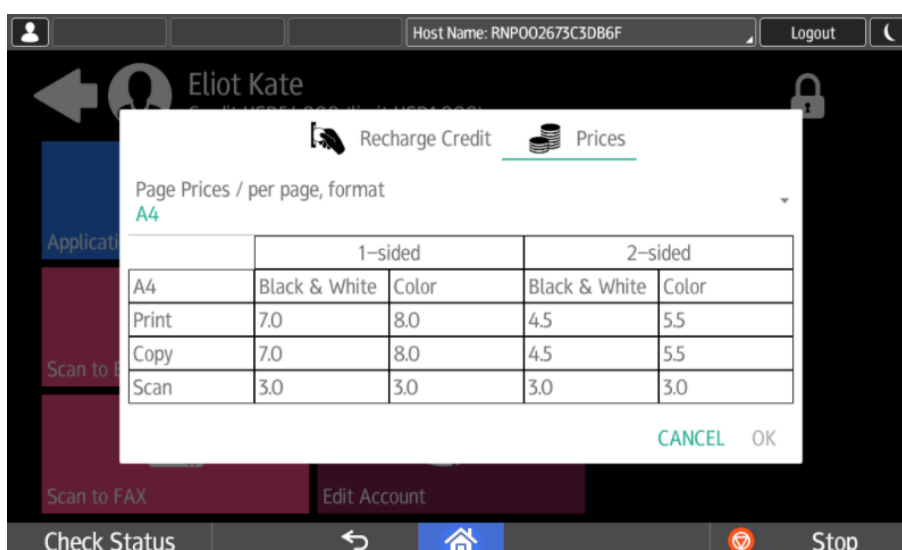 Host Name: RNP002673C3DB6F
Logout
Eliot Kate
Recharge Credit
Prices
Page Prices / per page, format
A4
Applicati
1-sided 2-sided
A4 Black & White Color Black & White Color
Print 7.0 8.0 4.5 5.5
Copy 7.0 8.0 4.5 5.5
Scan to
Scan 3.0 3.0 3.0 3.0
CANCEL OK
Scan to FAX
Edit Account
Check Status
Stop